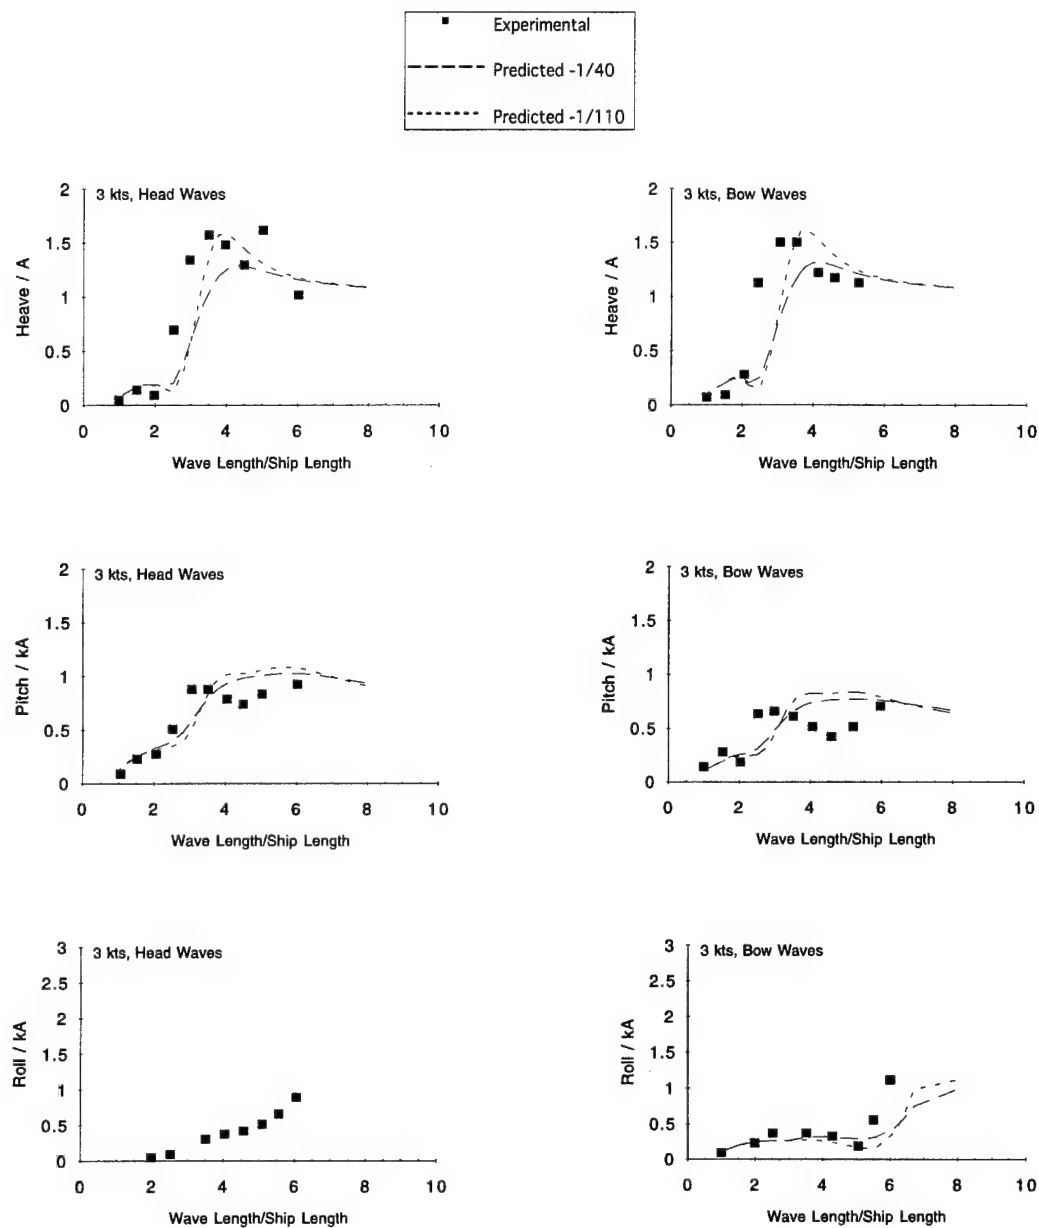 Experimental
Predicted -1/40
Predicted -1/110
3 kts, Head Waves
Heave / A
2
1.5
1
0.5
0
0 2 4 6 8 10
Wave Length/Ship Length
3 kts, Bow Waves
Heave / A
2
1.5
1
0.5
0
0 2 4 6 8 10
Wave Length/Ship Length
3 kts, Head Waves
Pitch / kA
2
1.5
1
0.5
0
0 2 4 6 8 10
Wave Length/Ship Length
3 kts, Bow Waves
Pitch / kA
2
1.5
1
0.5
0
0 2 4 6 8 10
Wave Length/Ship Length
3 kts, Head Waves
Roll / kA
3
2.5
2
1.5
1
0.5
0
0 2 4 6 8 10
Wave Length/Ship Length
3 kts, Bow Waves
Roll / kA
3
2.5
2
1.5
1
0.5
0
0 2 4 6 8 10
Wave Length/Ship Length